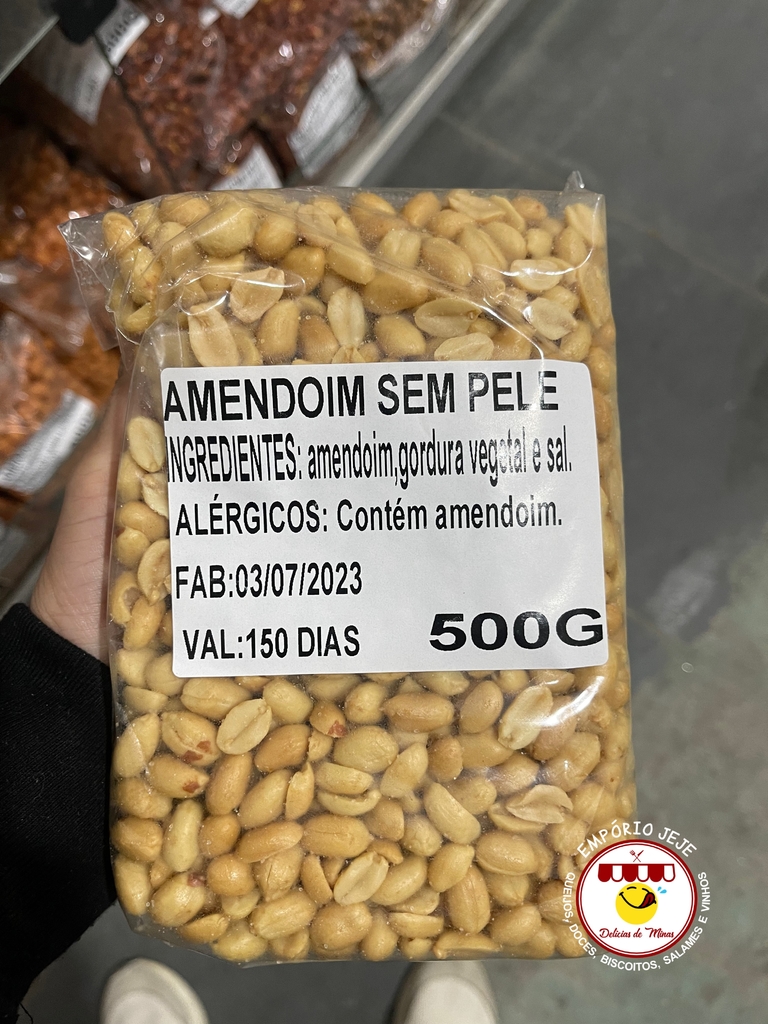 AMENDOIM SEM PELE
INGREDIENTES: amendoim,gordura vegetal e sal.
ALÉRGICOS: Contém amendoim.
FAB:03/07/2023
VAL:150 DIAS
500G
EMPÓRIO JEJE
Delícias de Minas
QUEIJOS, DOCES, BISCOITOS, SALAMES E VINHOS